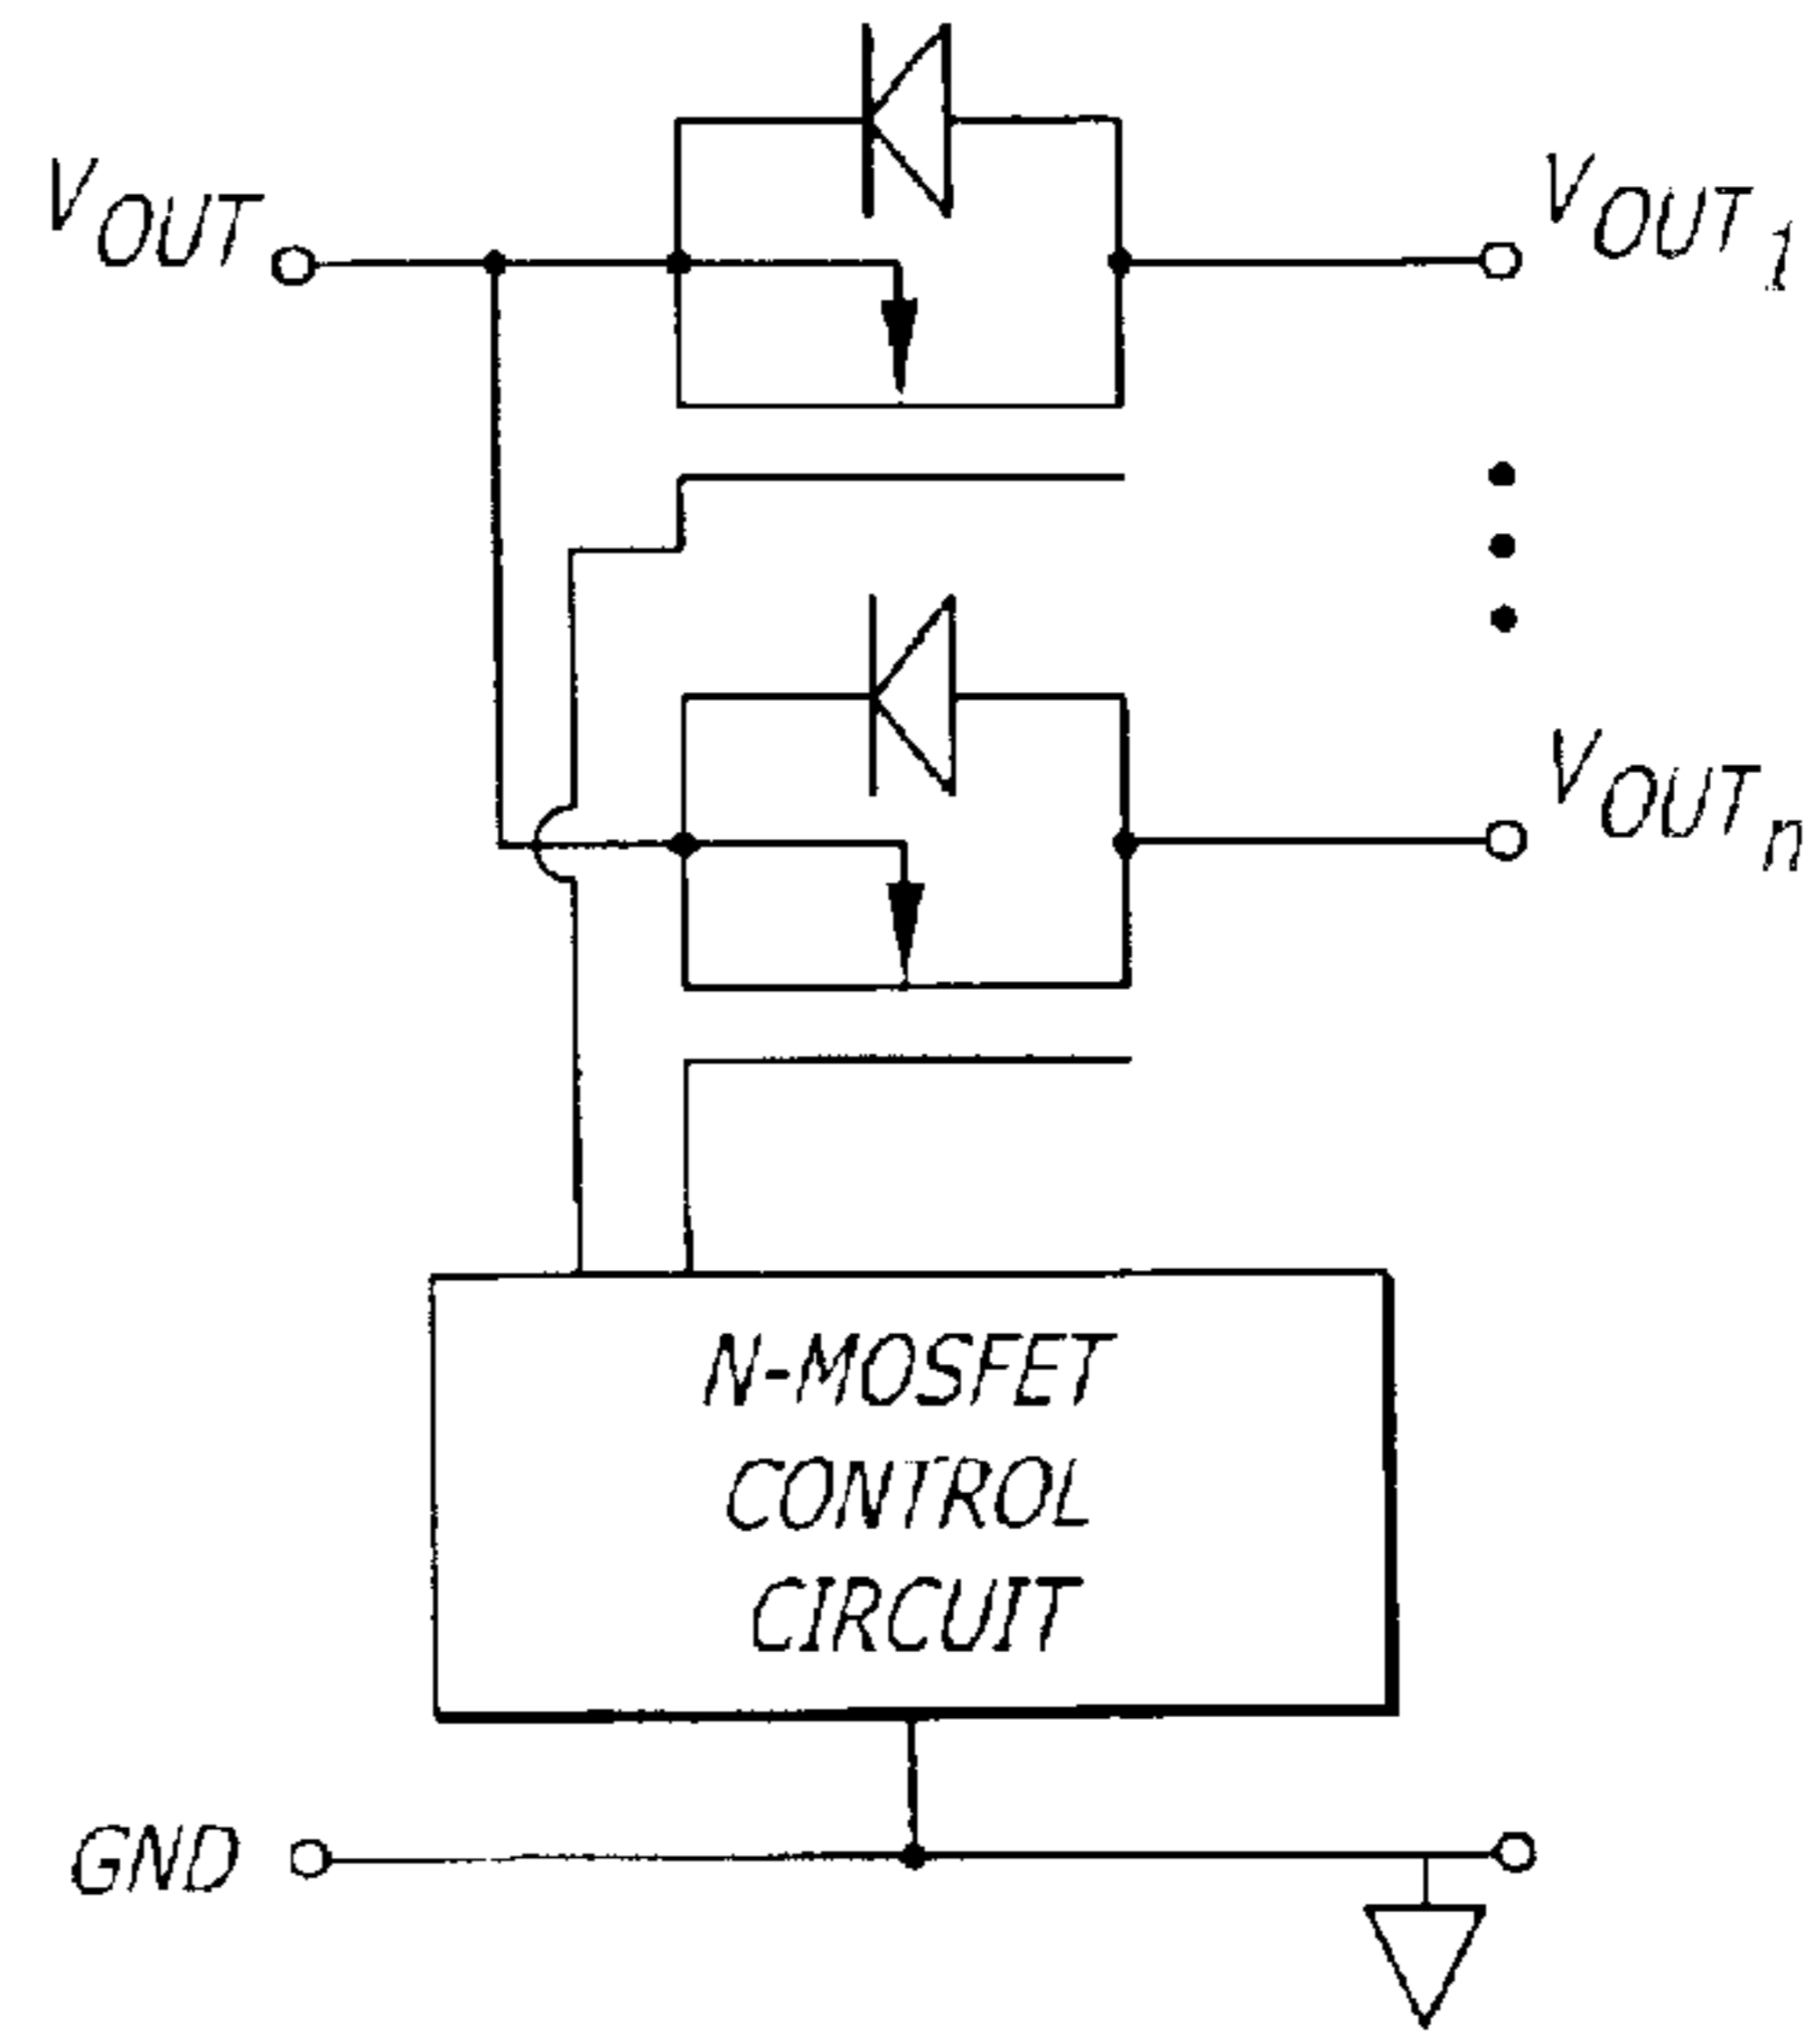 VOUT
VOUT1
VOUTn
N-MOSFET
CONTROL
CIRCUIT
GND